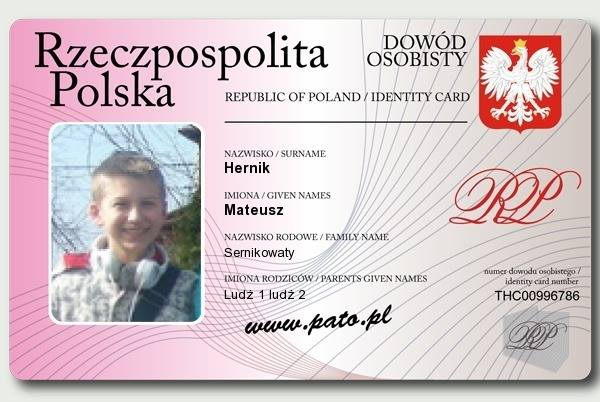 Rzeczpospolita
Polska
DOWÓD
OSOBISTY
REPUBLIC OF POLAND / IDENTITY CARD
NAZWISKO / SURNAME
Hernik
IMIONA / GIVEN NAMES
Mateusz
NAZWISKO RODOWE / FAMILY NAME
Sernikowaty
IMIONA RODZICÓW / PARENTS GIVEN NAMES
Ludź 1 ludź 2
www.pato.pl
RP
numer dowodu osobistego /
identity card number
THC00996786
RP